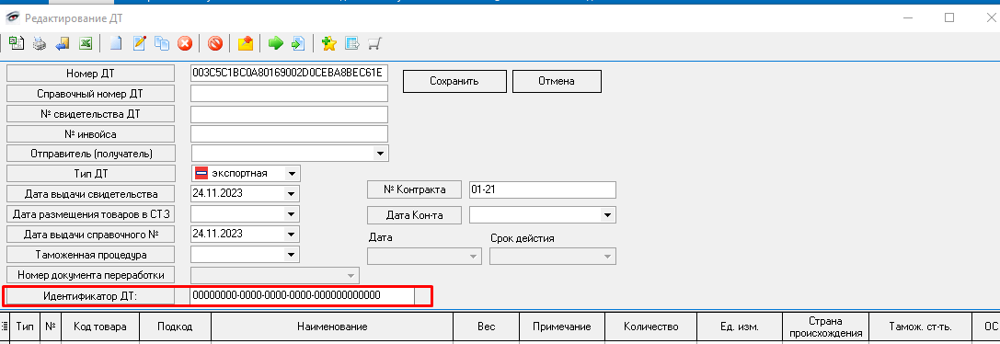 Редактирование ДТ
Номер ДТ 003C5C1BC0A80169002D0CEBA8BEC61E Сохранить Отмена
Справочный номер ДТ
№ свидетельства ДТ
№ инвойса
Отправитель (получатель)
Тип ДТ экспортная
Дата выдачи свидетельства 24.11.2023 № Контракта 01-21
Дата размещения товаров в СТЗ Дата Кон-та
Дата выдачи справочного № 24.11.2023 Дата Срок дейстия
Таможенная процедура
Номер документа переработки
Идентификатор ДТ: 00000000-0000-0000-0000-000000000000
Тип № Код товара Подкод Наименование Вес Примечание Количество Ед. изм. Страна происхождения Тамож. ст-ть. ОС